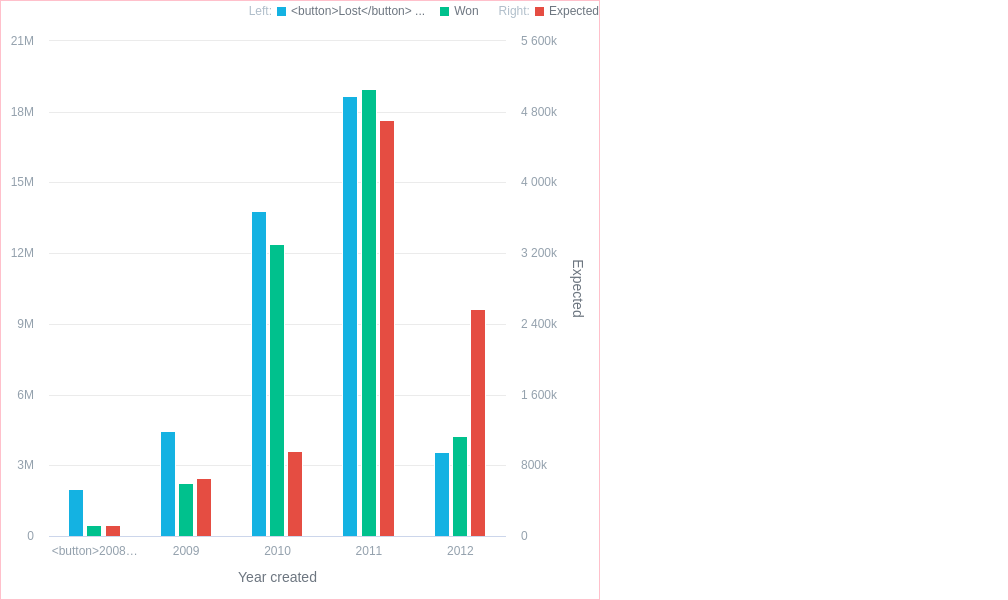 Left: <button>Lost</button> ... Won Right: Expected
21M 5 600k
18M 4 800k
15M 4 000k
12M 3 200k
9M 2 400k
6M 1 600k
3M 800k
0 0
Expected
<button>2008… 2009 2010 2011 2012
Year created